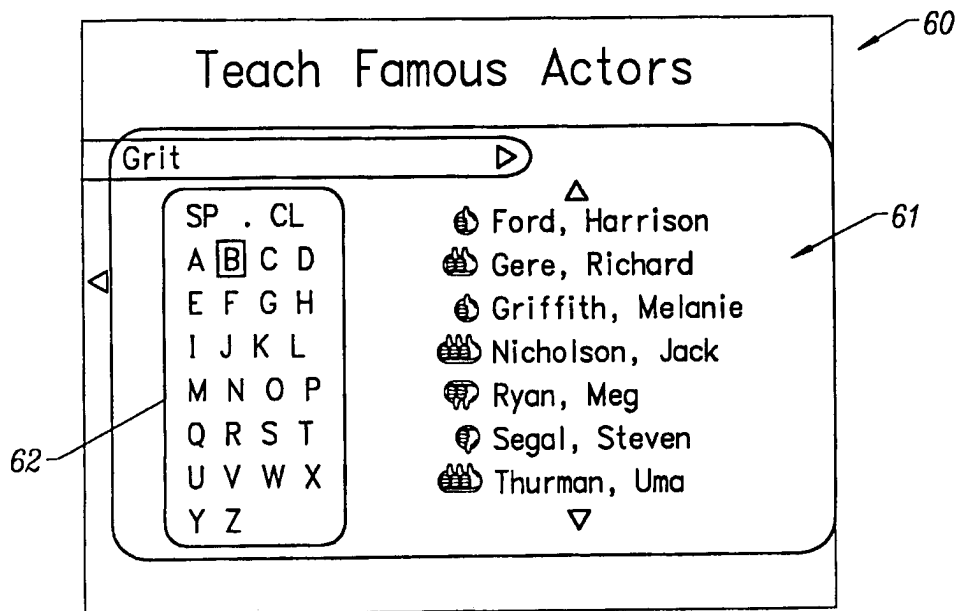 60
Teach Famous Actors
Grit
SP . CL
A B C D
E F G H
I J K L
M N O P
Q R S T
U V W X
Y Z
62
61
Ford, Harrison
Gere, Richard
Griffith, Melanie
Nicholson, Jack
Ryan, Meg
Segal, Steven
Thurman, Uma